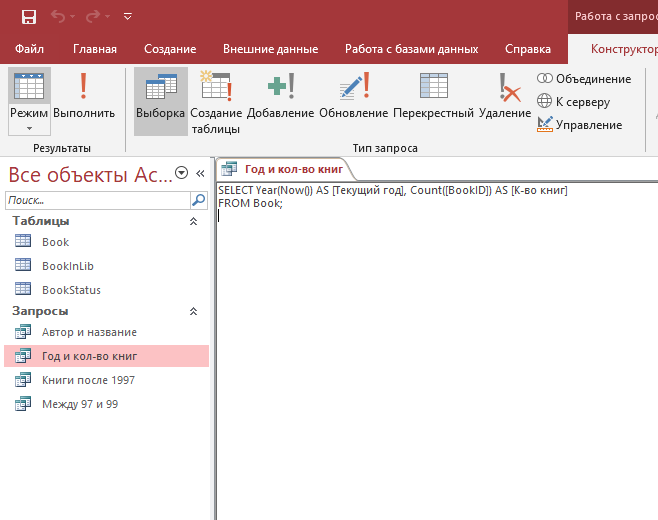 Работа с запрос
Файл Главная Создание Внешние данные Работа с базами данных Справка Конструктор
Режим Выполнить
Результаты
Выборка Создание таблицы Добавление Обновление Перекрестный Удаление
Объединение
К серверу
Управление
Тип запроса
Все объекты Ac...
Поиск...
Таблицы
Book
BookInLib
BookStatus
Запросы
Автор и название
Год и кол-во книг
Книги после 1997
Между 97 и 99
Год и кол-во книг
SELECT Year(Now()) AS [Текущий год], Count([BookID]) AS [К-во книг]
FROM Book;